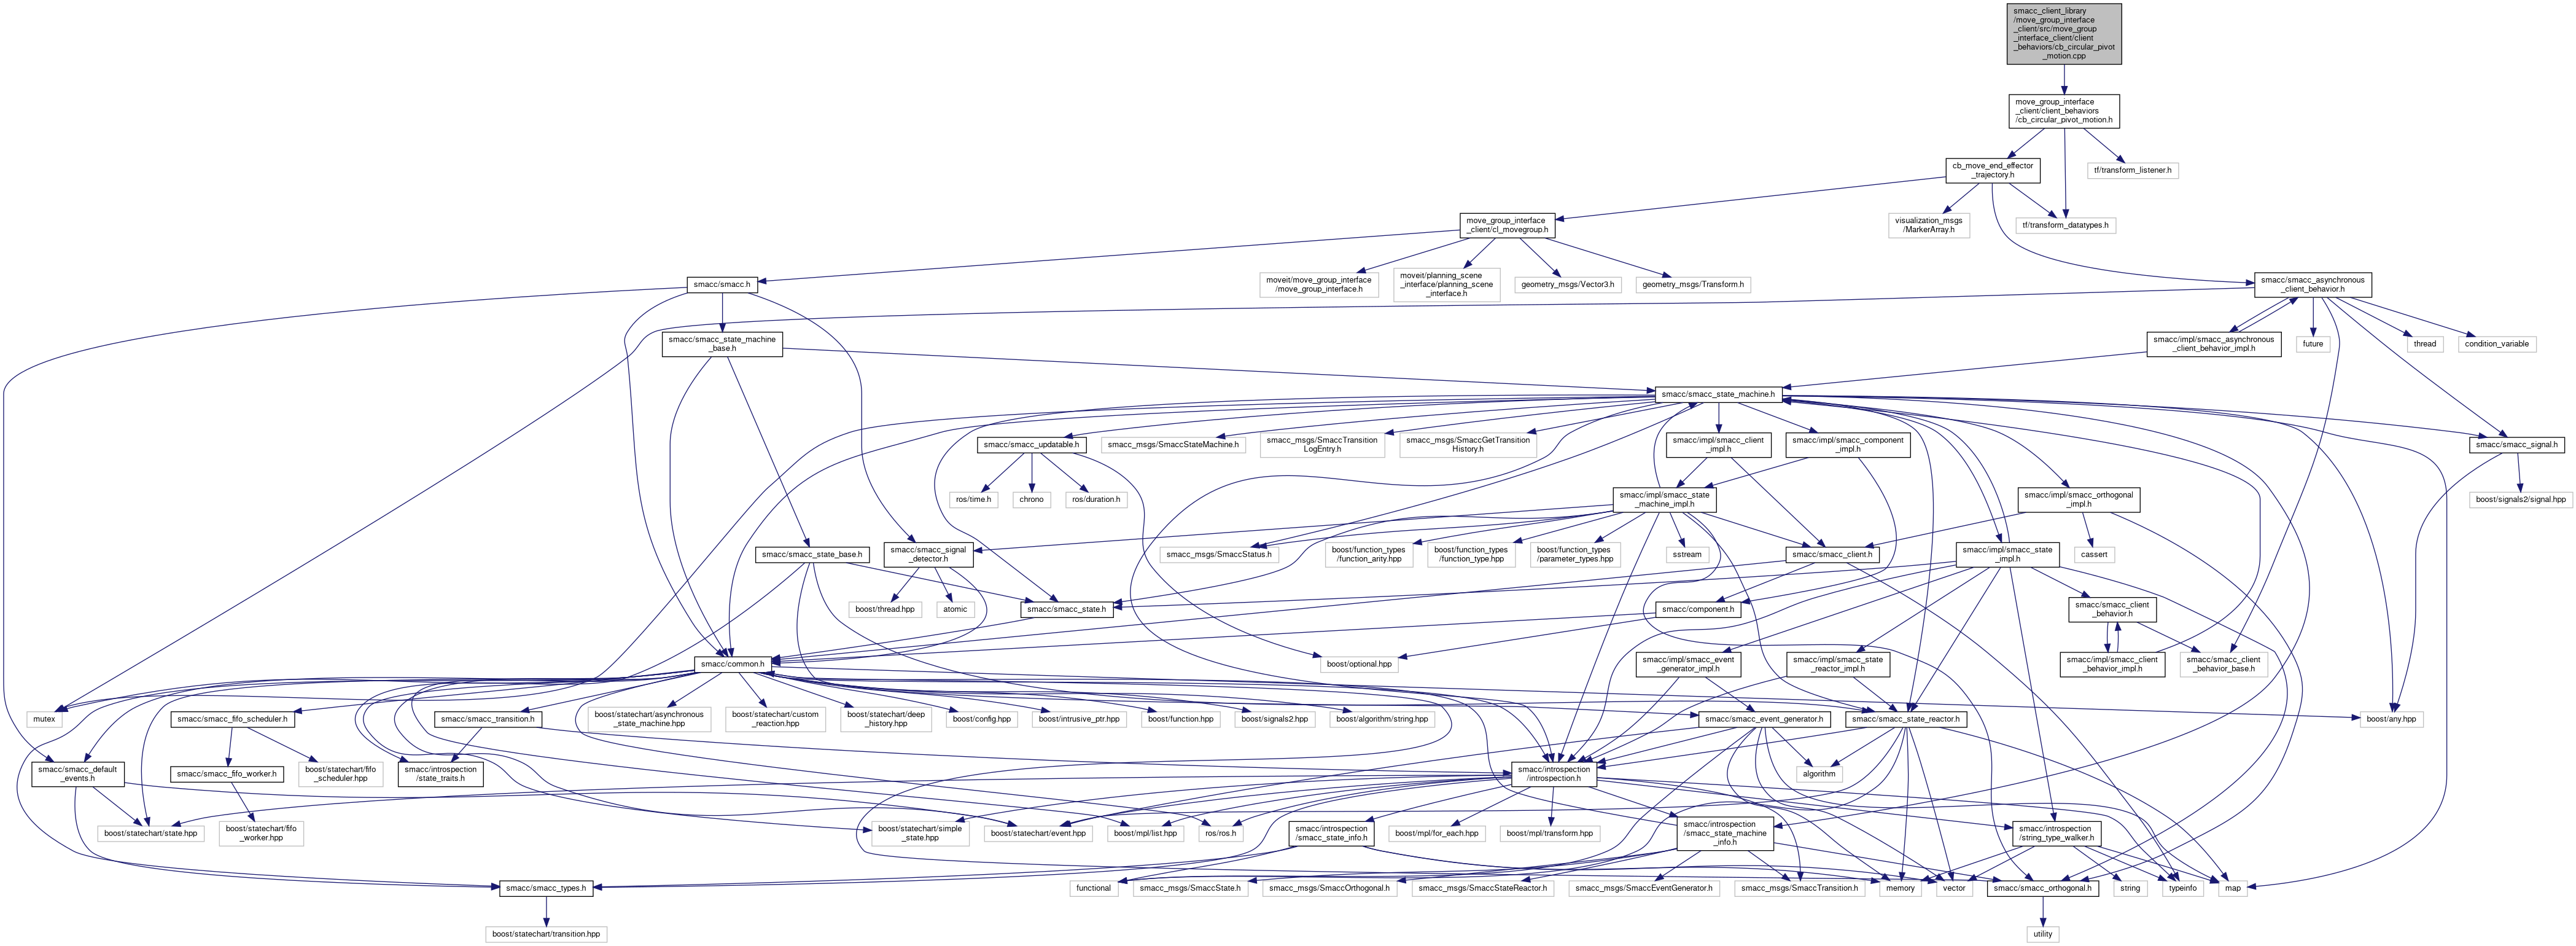 smacc_client_library
/move_group_interface
_client/src/move_group
_interface_client/client
_behaviors/cb_circular_pivot
_motion.cpp
move_group_interface
_client/client_behaviors
/cb_circular_pivot_motion.h
cb_move_end_effector
_trajectory.h
tf/transform_listener.h
move_group_interface
_client/cl_movegroup.h
visualization_msgs
/MarkerArray.h
tf/transform_datatypes.h
smacc/smacc.h
moveit/move_group_interface
/move_group_interface.h
moveit/planning_scene
_interface/planning_scene
_interface.h
geometry_msgs/Vector3.h
geometry_msgs/Transform.h
smacc/smacc_asynchronous
_client_behavior.h
smacc/smacc_state_machine
_base.h
smacc/impl/smacc_asynchronous
_client_behavior_impl.h
future
thread
condition_variable
smacc/smacc_state_machine.h
smacc/smacc_updatable.h
smacc_msgs/SmaccStateMachine.h
smacc_msgs/SmaccTransition
LogEntry.h
smacc_msgs/SmaccGetTransition
History.h
smacc/impl/smacc_client
_impl.h
smacc/impl/smacc_component
_impl.h
smacc/smacc_signal.h
ros/time.h
chrono
ros/duration.h
smacc/impl/smacc_state
_machine_impl.h
smacc/impl/smacc_orthogonal
_impl.h
boost/signals2/signal.hpp
smacc/smacc_state_base.h
smacc/smacc_signal
_detector.h
smacc_msgs/SmaccStatus.h
boost/function_types
/function_arity.hpp
boost/function_types
/function_type.hpp
boost/function_types
/parameter_types.hpp
sstream
smacc/smacc_client.h
smacc/impl/smacc_state
_impl.h
cassert
boost/thread.hpp
atomic
smacc/smacc_state.h
smacc/component.h
smacc/smacc_client
_behavior.h
smacc/common.h
boost/optional.hpp
smacc/impl/smacc_event
_generator_impl.h
smacc/impl/smacc_state
_reactor_impl.h
smacc/impl/smacc_client
_behavior_impl.h
smacc/smacc_client
_behavior_base.h
mutex
smacc/smacc_fifo_scheduler.h
smacc/smacc_transition.h
boost/statechart/asynchronous
_state_machine.hpp
boost/statechart/custom
_reaction.hpp
boost/statechart/deep
_history.hpp
boost/config.hpp
boost/intrusive_ptr.hpp
boost/function.hpp
boost/signals2.hpp
boost/algorithm/string.hpp
smacc/smacc_event_generator.h
smacc/smacc_state_reactor.h
boost/any.hpp
smacc/smacc_default
_events.h
smacc/smacc_fifo_worker.h
boost/statechart/fifo
_scheduler.hpp
smacc/introspection
/state_traits.h
smacc/introspection
/introspection.h
algorithm
boost/statechart/state.hpp
boost/statechart/fifo
_worker.hpp
boost/statechart/simple
_state.hpp
boost/statechart/event.hpp
boost/mpl/list.hpp
ros/ros.h
smacc/introspection
/smacc_state_info.h
boost/mpl/for_each.hpp
boost/mpl/transform.hpp
smacc/introspection
/smacc_state_machine
_info.h
smacc/introspection
/string_type_walker.h
smacc/smacc_types.h
functional
smacc_msgs/SmaccState.h
smacc_msgs/SmaccOrthogonal.h
smacc_msgs/SmaccStateReactor.h
smacc_msgs/SmaccEventGenerator.h
smacc_msgs/SmaccTransition.h
memory
vector
smacc/smacc_orthogonal.h
string
typeinfo
map
boost/statechart/transition.hpp
utility